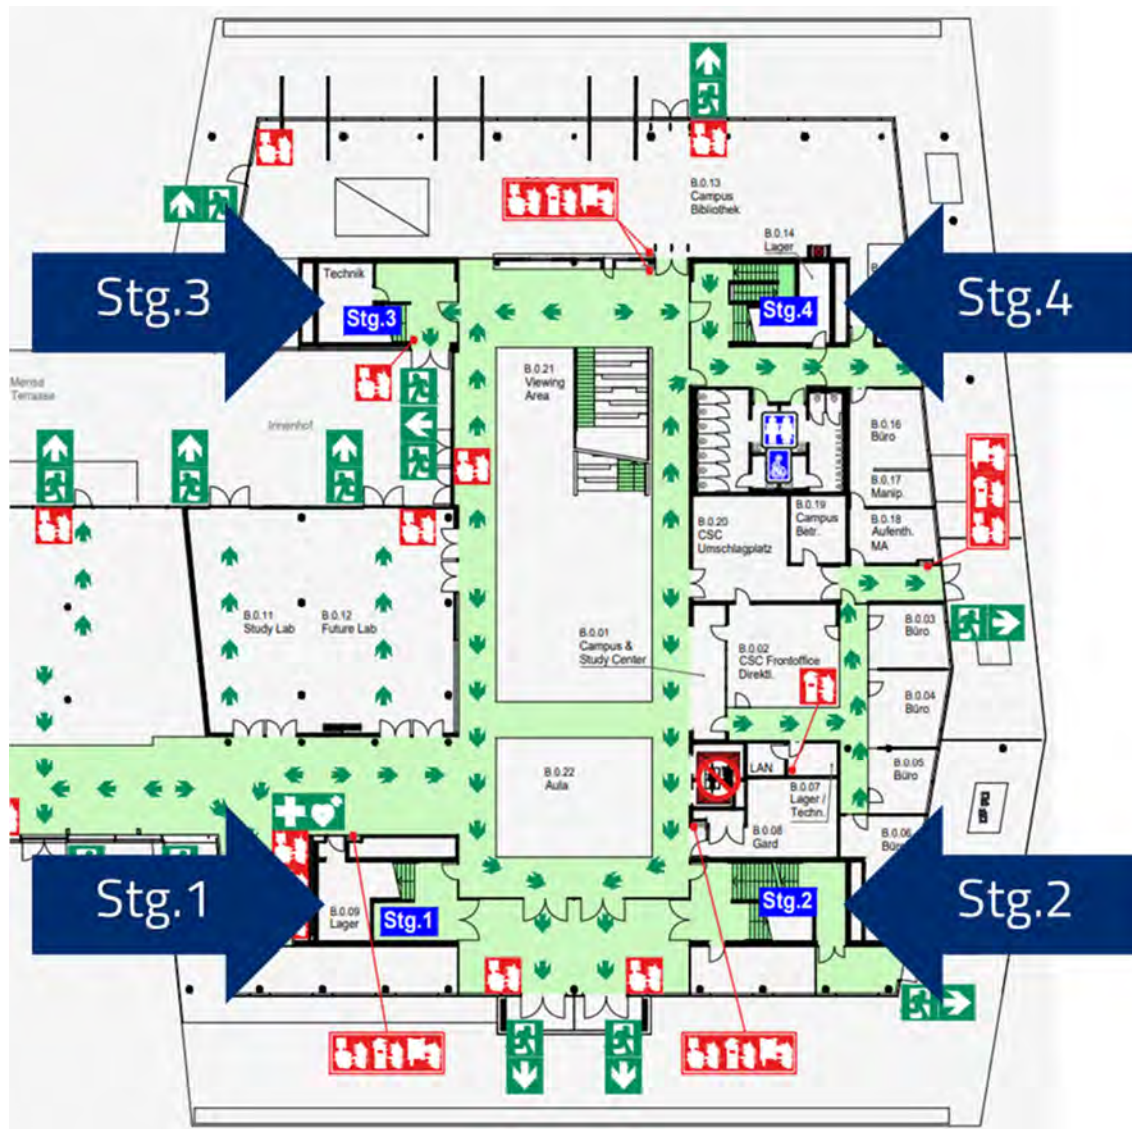 B.0.13
Campus
Bibliothek
B.0.14
Lager
Technik
Stg.3
Stg.3
Stg.4
Stg.4
Mensa
Terrasse
Innenhof
B.0.21
Viewing
Area
B.0.16
Büro
B.0.17
Manip.
B.0.18
Aufenth.
MA
B.0.19
Campus
Betr.
B.0.20
CSC
Umschlagplatz
B.0.11
Study Lab
B.0.12
Future Lab
B.0.01
Campus &
Study Center
B.0.02
CSC Frontoffice
Direktl.
B.0.03
Büro
B.0.04
Büro
B.0.05
Büro
B.0.22
Aula
LAN
B.0.07
Lager /
Techn.
B.0.08
Gard
B.0.06
Stg.1
B.0.09
Lager
Stg.1
Stg.2
Stg.2